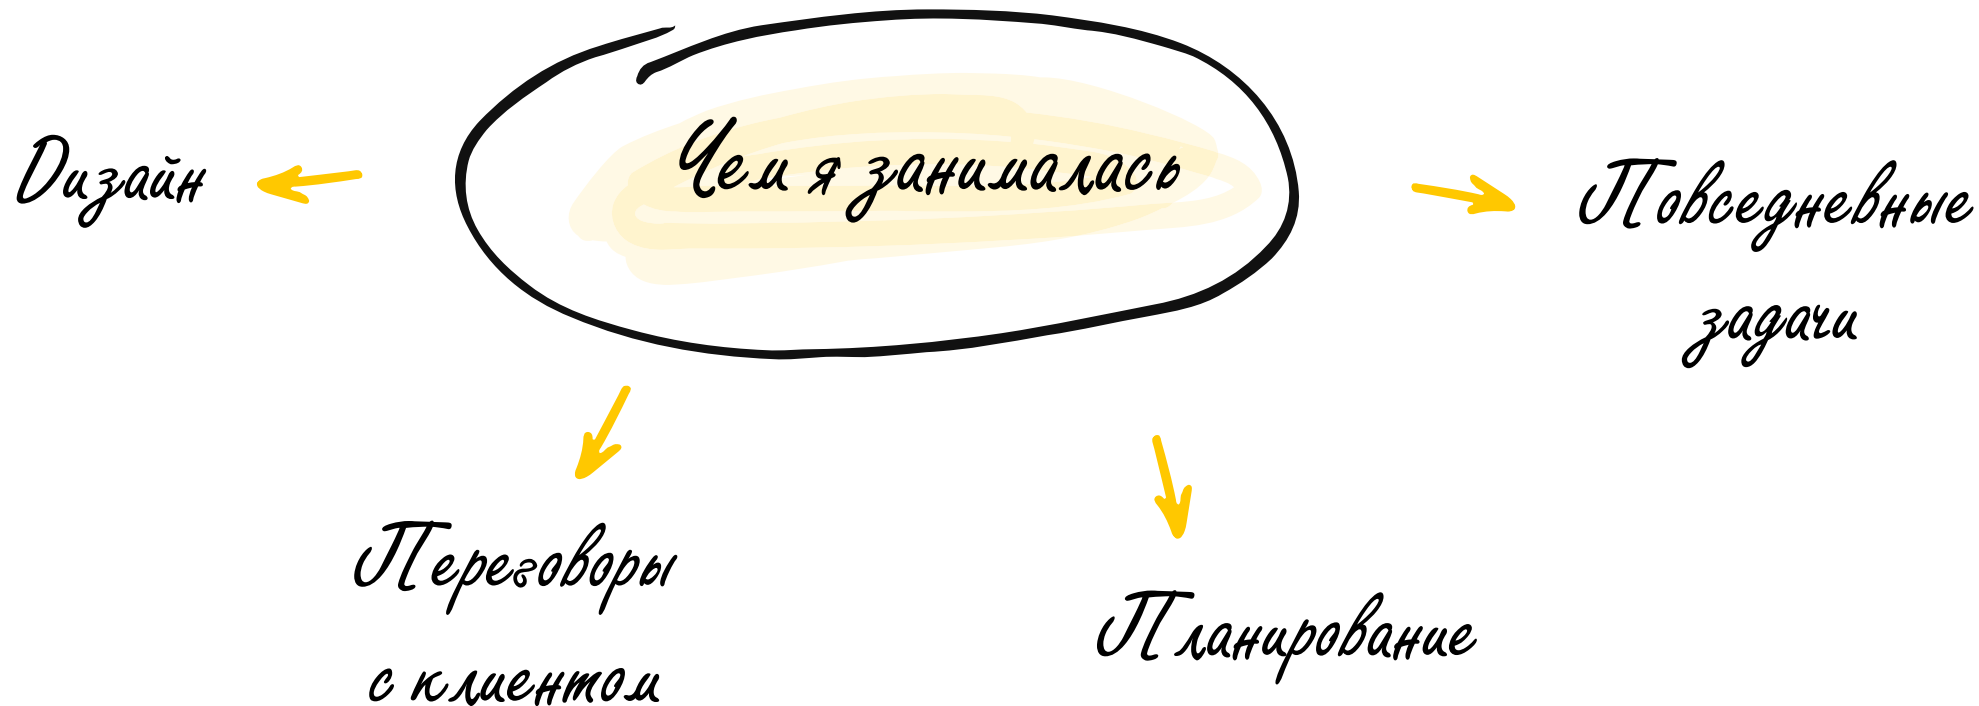 Чем я занималась
Дизайн
Повседневные
задачи
Переговоры
с клиентом
Планирование